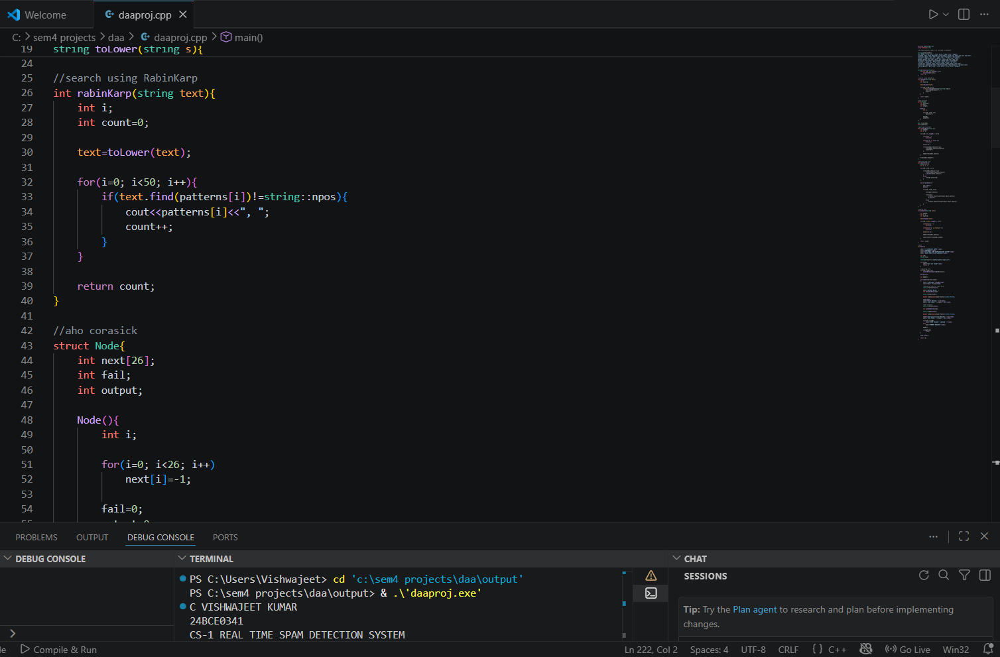 Welcome
daaproj.cpp
C: > sem4 projects > daa > daaproj.cpp > main()
19 string toLower(string s){
24
25 //search using RabinKarp
26 int rabinKarp(string text){
27 int i;
28 int count=0;
29
30 text=toLower(text);
31
32 for(i=0; i<50; i++){
33 if(text.find(patterns[i])!=string::npos){
34 cout<<patterns[i]<<", ";
35 count++;
36 }
37 }
38
39 return count;
40 }
41
42 //aho corasick
43 struct Node{
44 int next[26];
45 int fail;
46 int output;
47
48 Node(){
49 int i;
50
51 for(i=0; i<26; i++)
52 next[i]=-1;
53
54 fail=0;
PROBLEMS OUTPUT DEBUG CONSOLE PORTS
DEBUG CONSOLE
TERMINAL
PS C:\Users\Vishwajeet> cd 'c:\sem4 projects\daa\output'
PS C:\sem4 projects\daa\output> & .\'daaproj.exe'
C VISHWAJEET KUMAR
24BCE0341
CS-1 REAL TIME SPAM DETECTION SYSTEM
CHAT
SESSIONS
Tip: Try the Plan agent to research and plan before implementing
changes.
Compile & Run
Ln 222, Col 2 Spaces: 4 UTF-8 CRLF {} C++ Go Live Win32